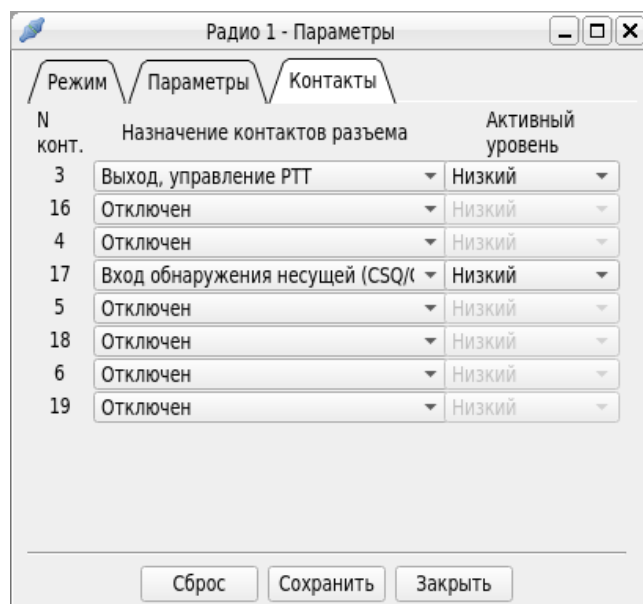 Радио 1 - Параметры
Режим Параметры Контакты
N конт. Назначение контактов разъема Активный уровень
3 Выход, управление PTT Низкий
16 Отключен Низкий
4 Отключен Низкий
17 Вход обнаружения несущей (CSQ/ Низкий
5 Отключен Низкий
18 Отключен Низкий
6 Отключен Низкий
19 Отключен Низкий
Сброс Сохранить Закрыть